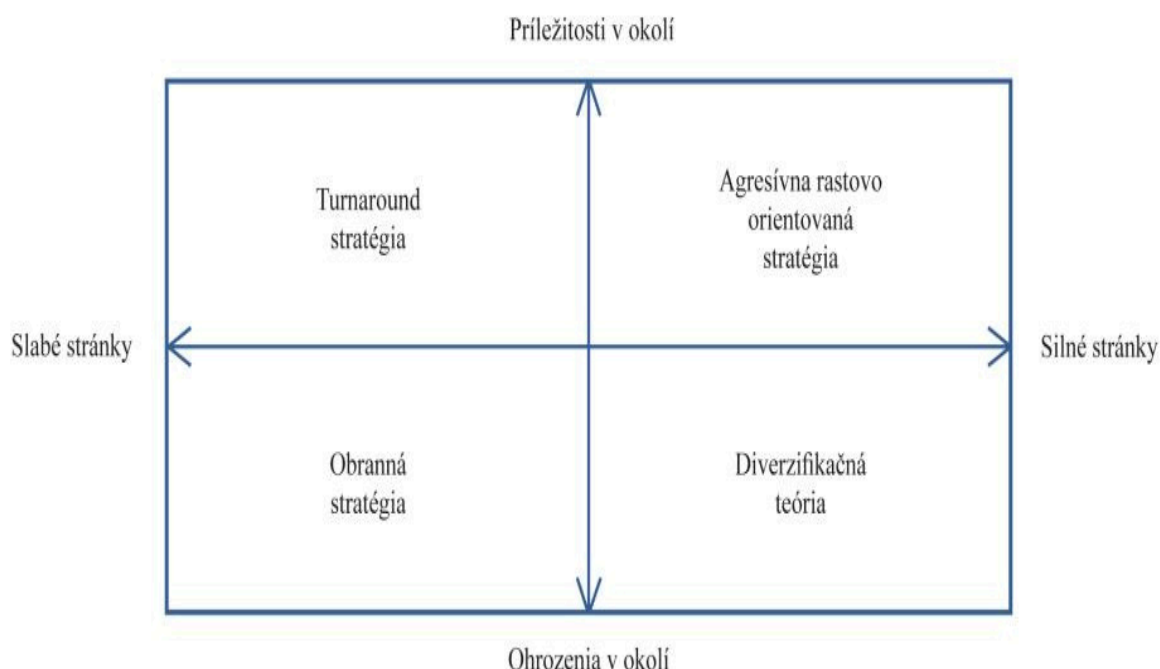 Príležitosti v okolí
Turnaround
stratégia
Agresívna rastovo
orientovaná
stratégia
Slabé stránky
Silné stránky
Obranná
stratégia
Diverzifikačná
teória
Ohrozenia v okolí